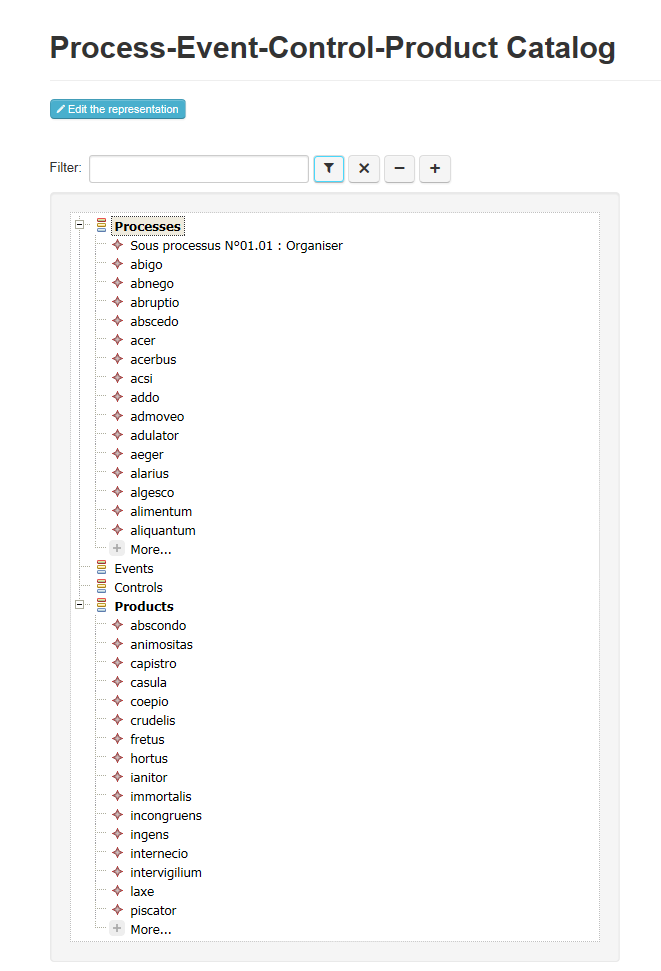 Process-Event-Control-Product Catalog
Edit the representation
Filter:
Processes
Sous processus N°01.01 : Organiser
abigo
abnego
abruptio
abscedo
acer
acerbus
acsi
addo
admoveo
adulator
aeger
alarius
algesco
alimentum
aliquantum
More...
Events
Controls
Products
abscondo
animositas
capistro
casula
coepio
crudelis
fretus
hortus
ianitor
immortalis
incongruens
ingens
internecio
intervigilium
laxe
piscator
More...